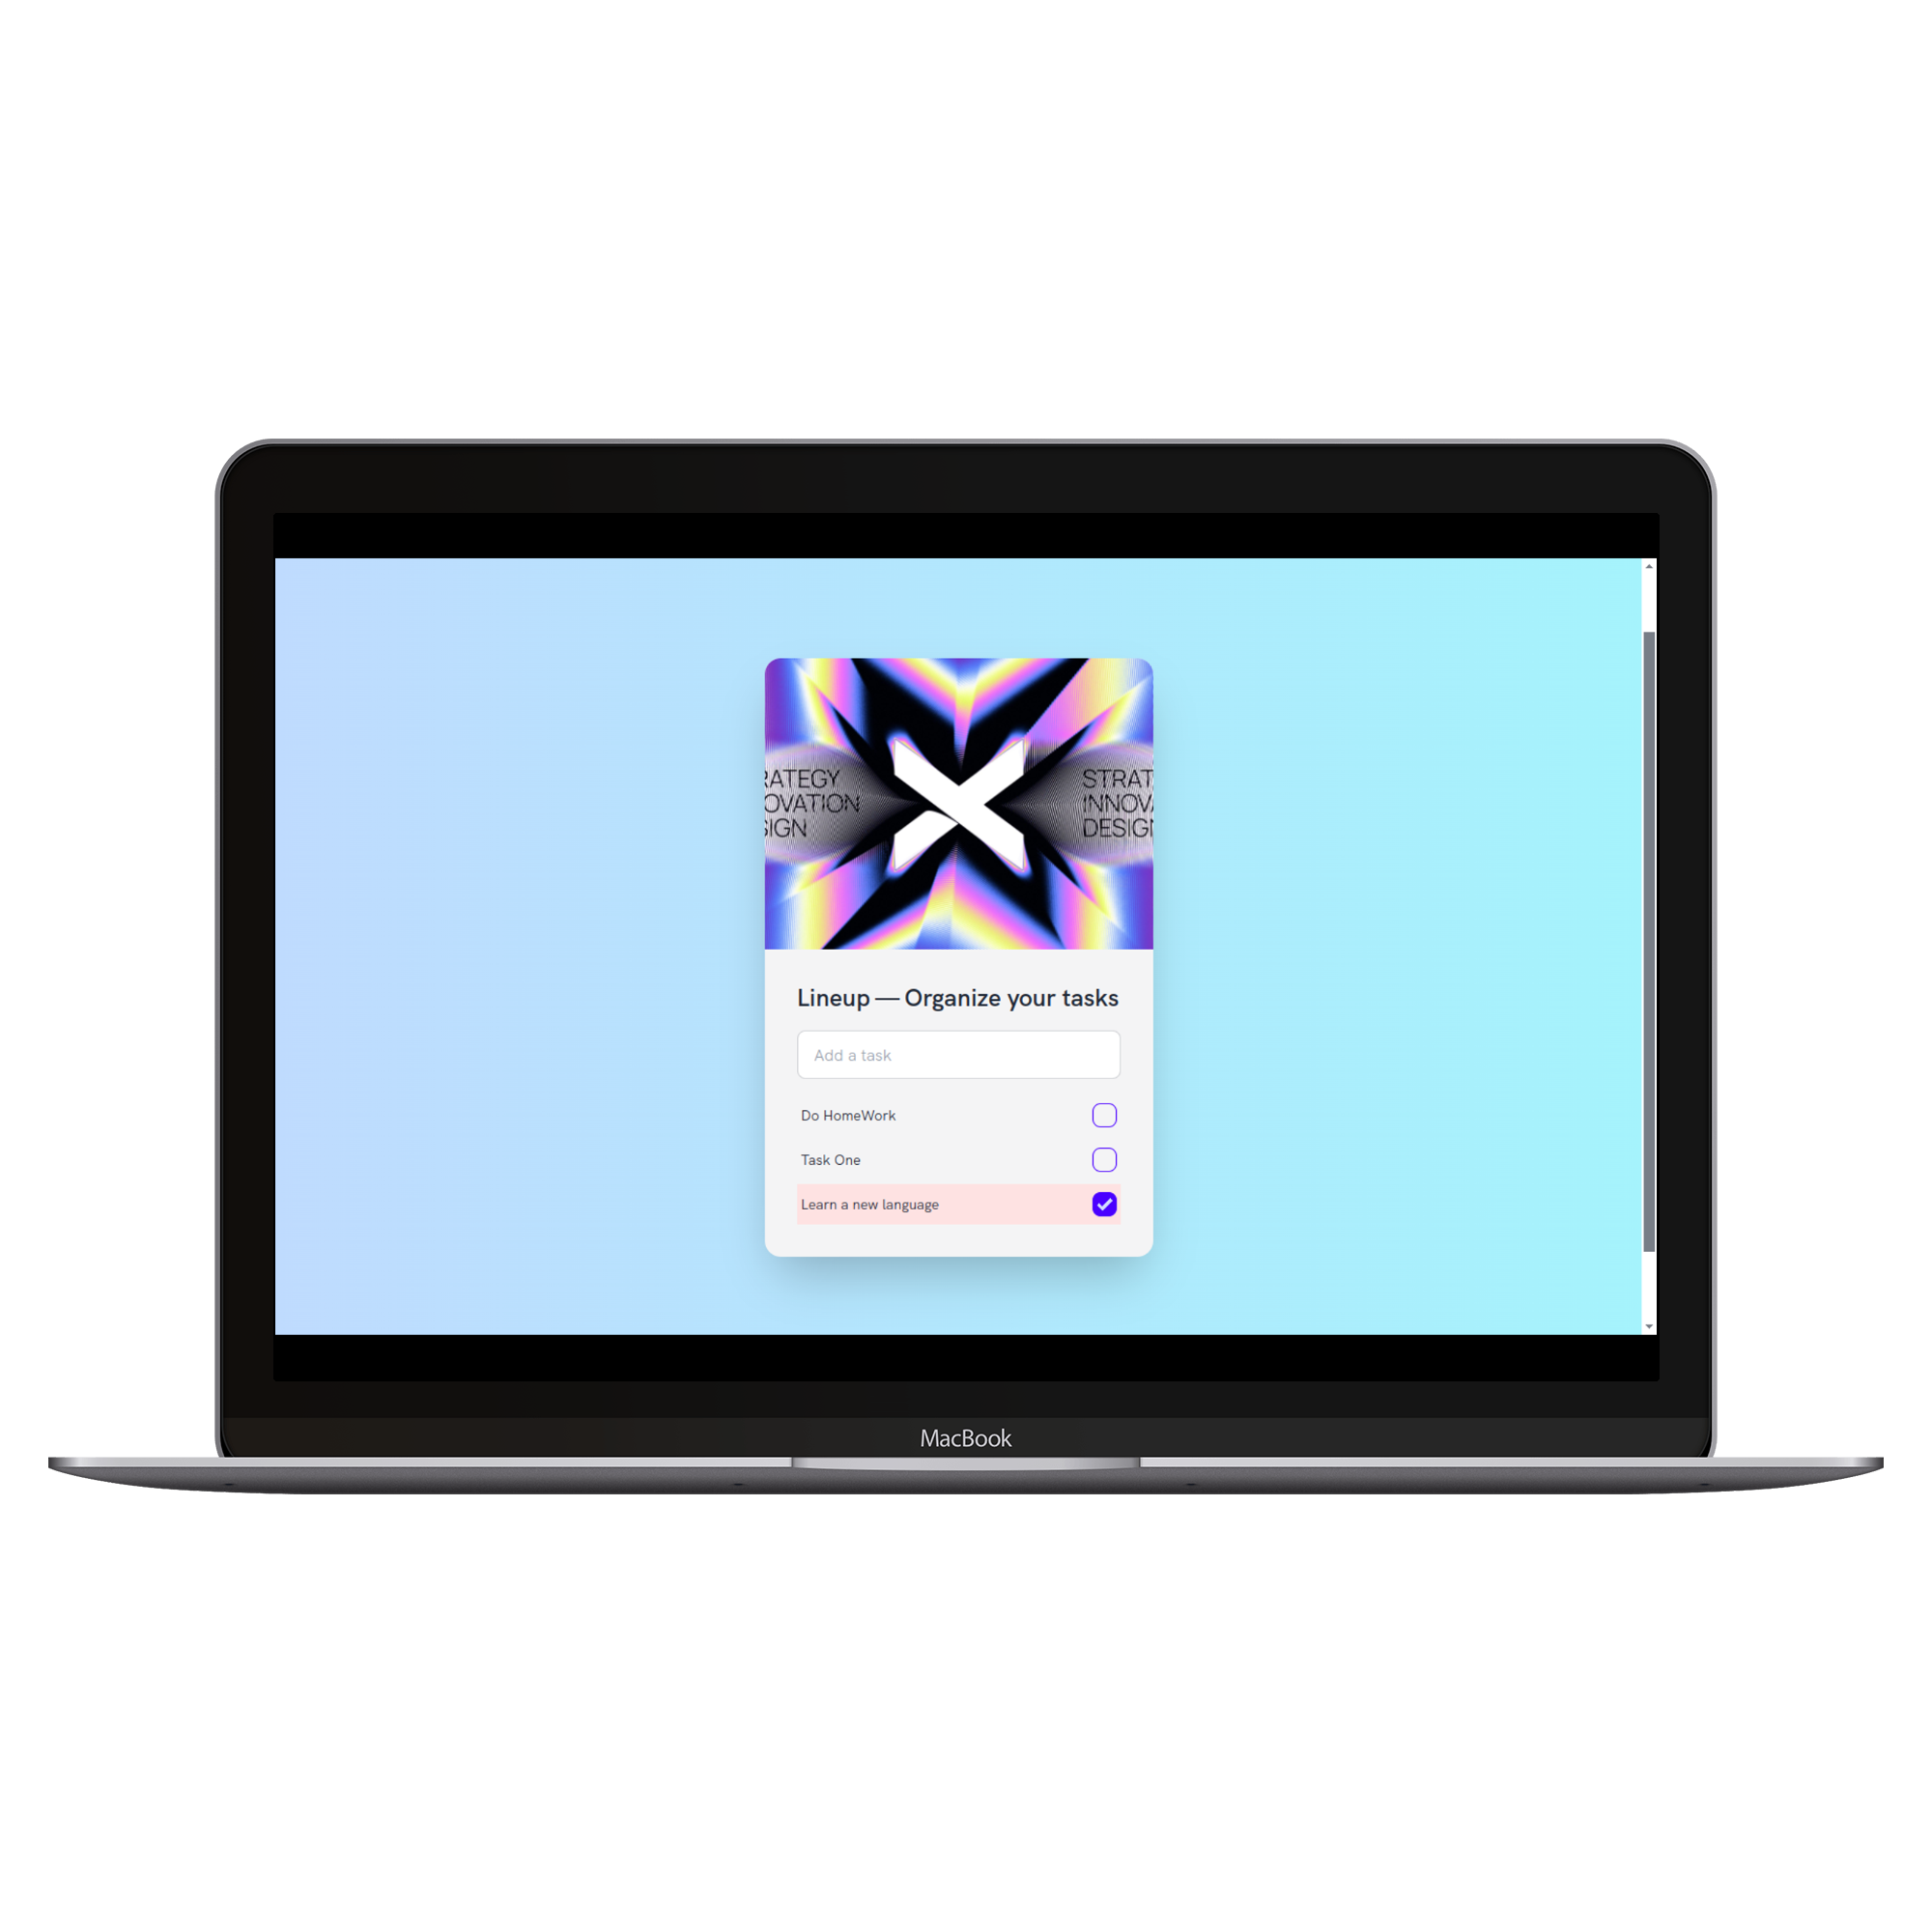 RATEGY
OVATION
SIGN
STRAT
INNOV
DESIGN
Lineup — Organize your tasks
Add a task
Do HomeWork
Task One
Learn a new language
MacBook